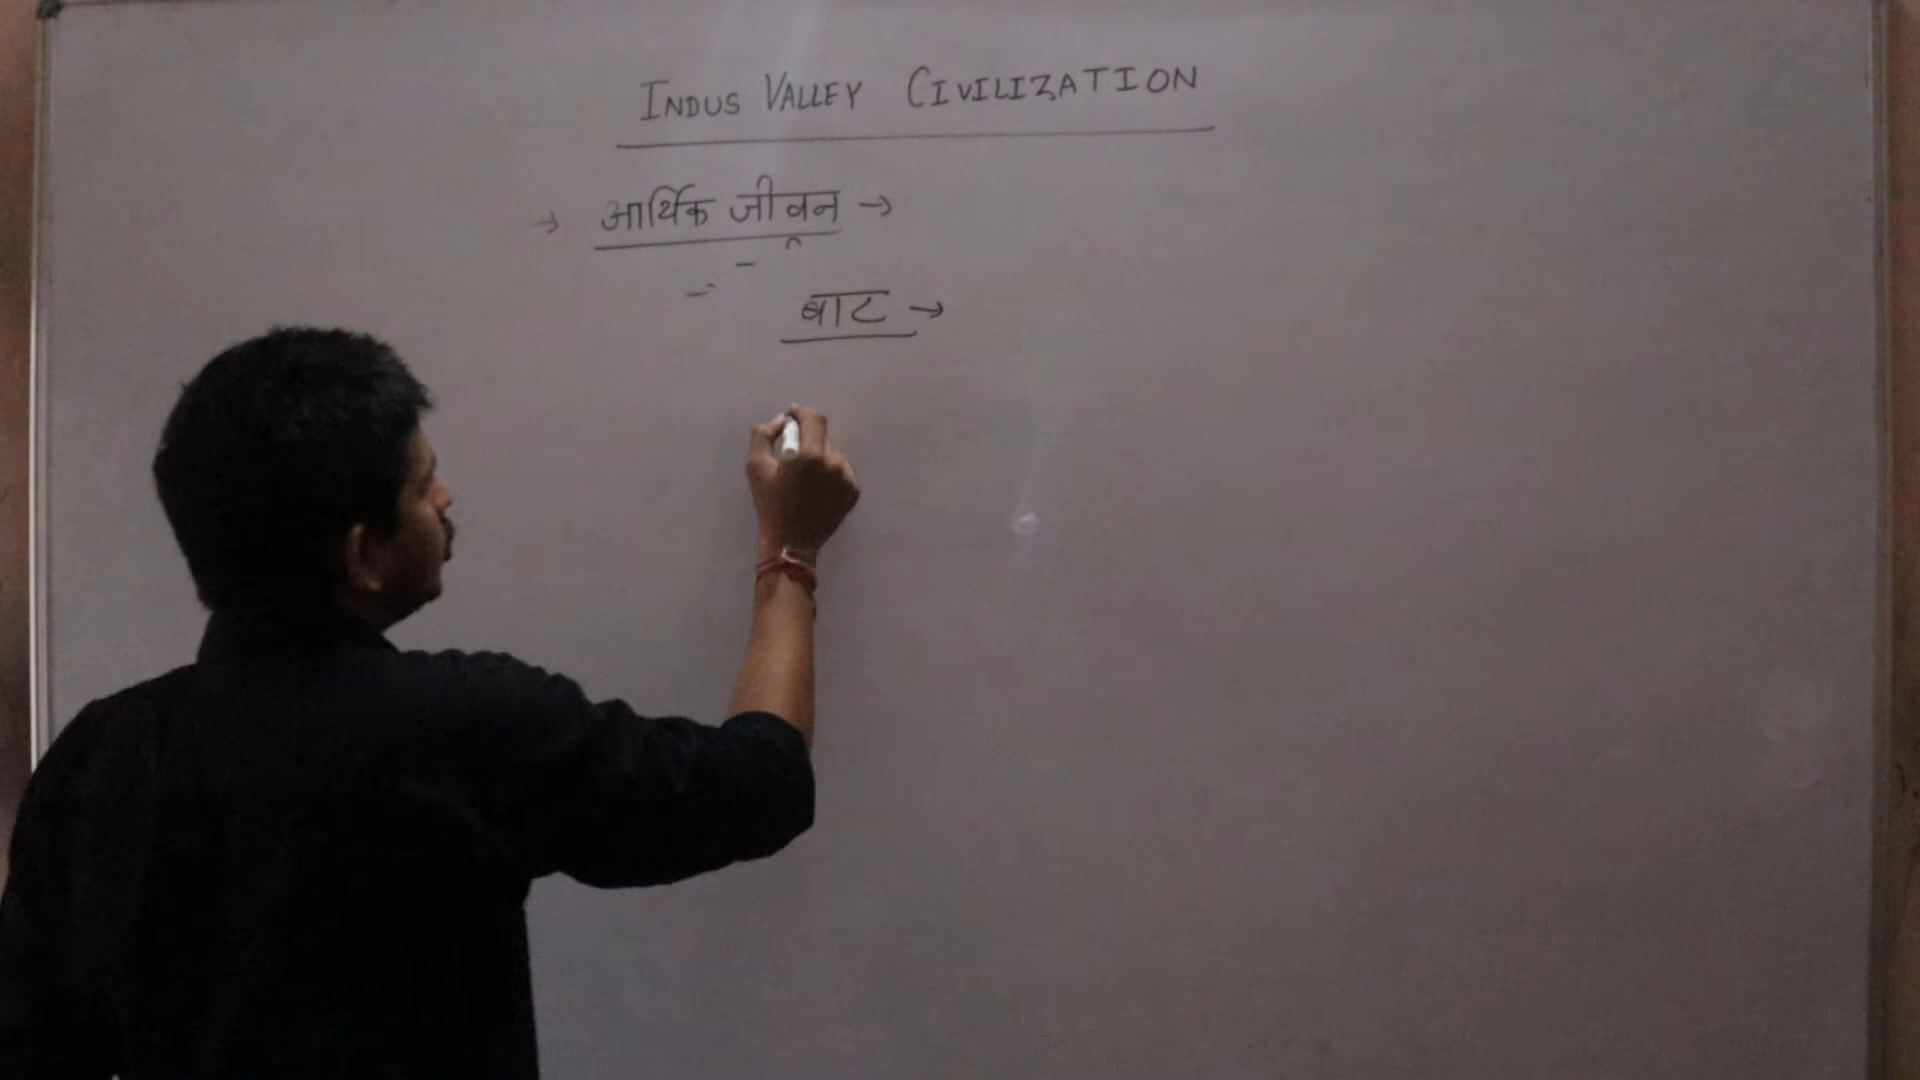 INDUS VALLEY CIVILIZATION
→ आर्थिक जीवन →
बाट →